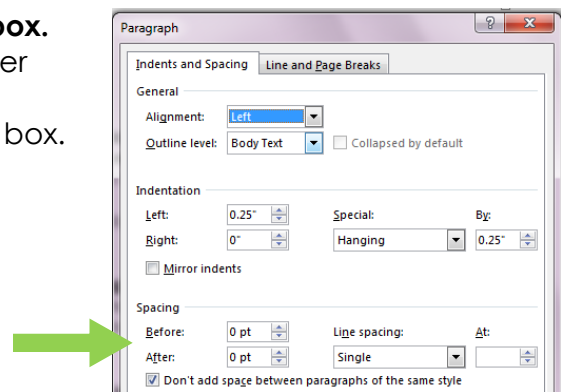 box.
er
box.
Paragraph
Indents and Spacing Line and Page Breaks
General
Alignment: Left
Outline level: Body Text Collapsed by default
Indentation
Left: 0.25" Special: By:
Right: 0" Hanging 0.25"
Mirror indents
Spacing
Before: 0 pt Line spacing: At:
After: 0 pt Single
Don't add space between paragraphs of the same style